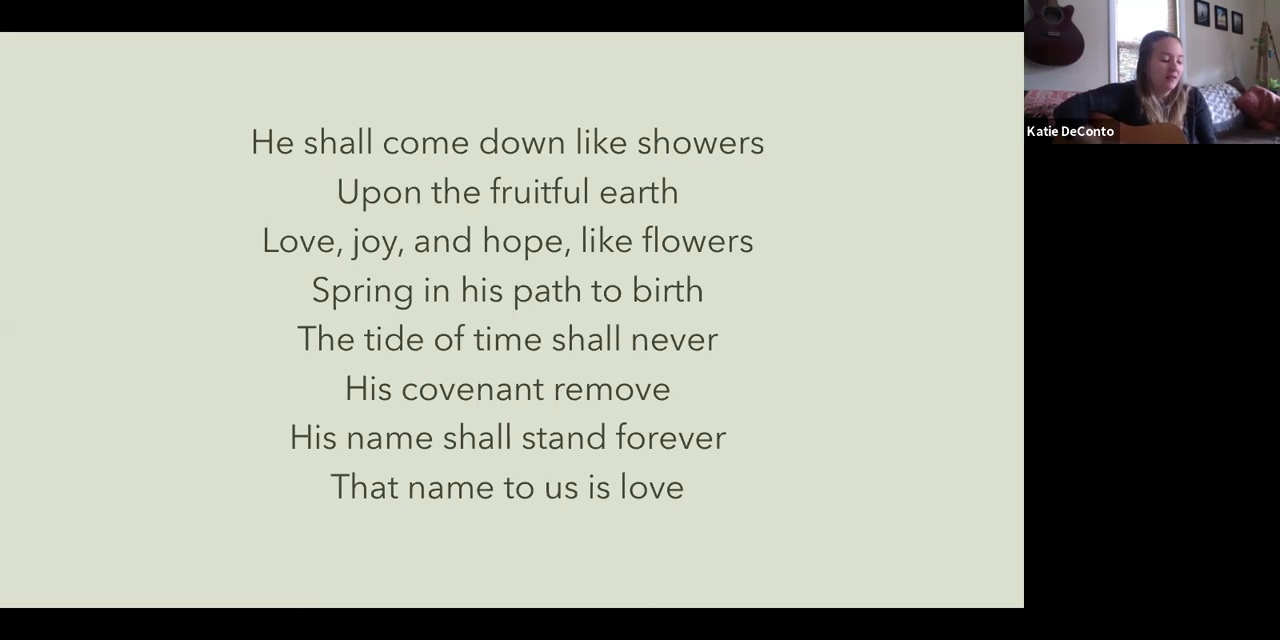 He shall come down like showers
Upon the fruitful earth
Love, joy, and hope, like flowers
Spring in his path to birth
The tide of time shall never
His covenant remove
His name shall stand forever
That name to us is love
Katie DeConto